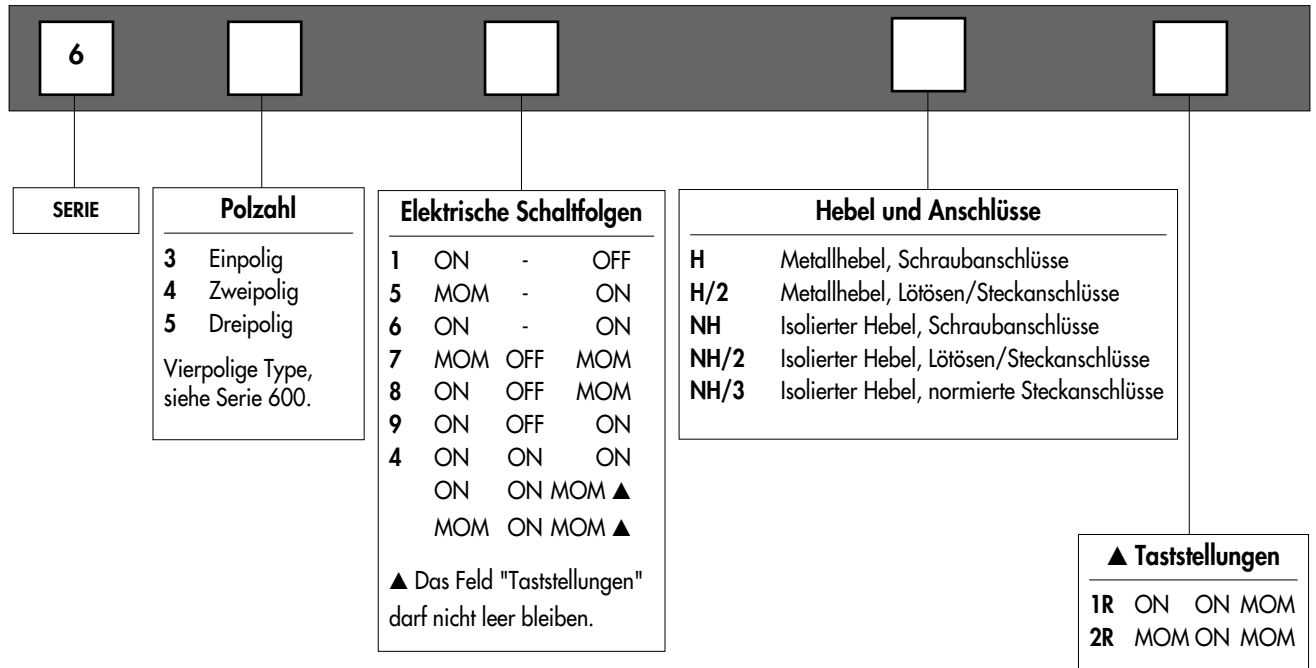 6
SERIE
Polzahl
3 Einpolig
4 Zweipolig
5 Dreipolig
Vierpolige Type,
siehe Serie 600.
Elektrische Schaltfolgen
1 ON - OFF
5 MOM - ON
6 ON - ON
7 MOM OFF MOM
8 ON OFF MOM
9 ON OFF ON
4 ON ON ON
ON ON MOM ▲
MOM ON MOM ▲
▲ Das Feld "Taststellungen"
darf nicht leer bleiben.
Hebel und Anschlüsse
H Metallhebel, Schraubanschlüsse
H/2 Metallhebel, Lötösen/Steckanschlüsse
NH Isolierter Hebel, Schraubanschlüsse
NH/2 Isolierter Hebel, Lötösen/Steckanschlüsse
NH/3 Isolierter Hebel, normierte Steckanschlüsse
▲ Taststellungen
1R ON ON MOM
2R MOM ON MOM